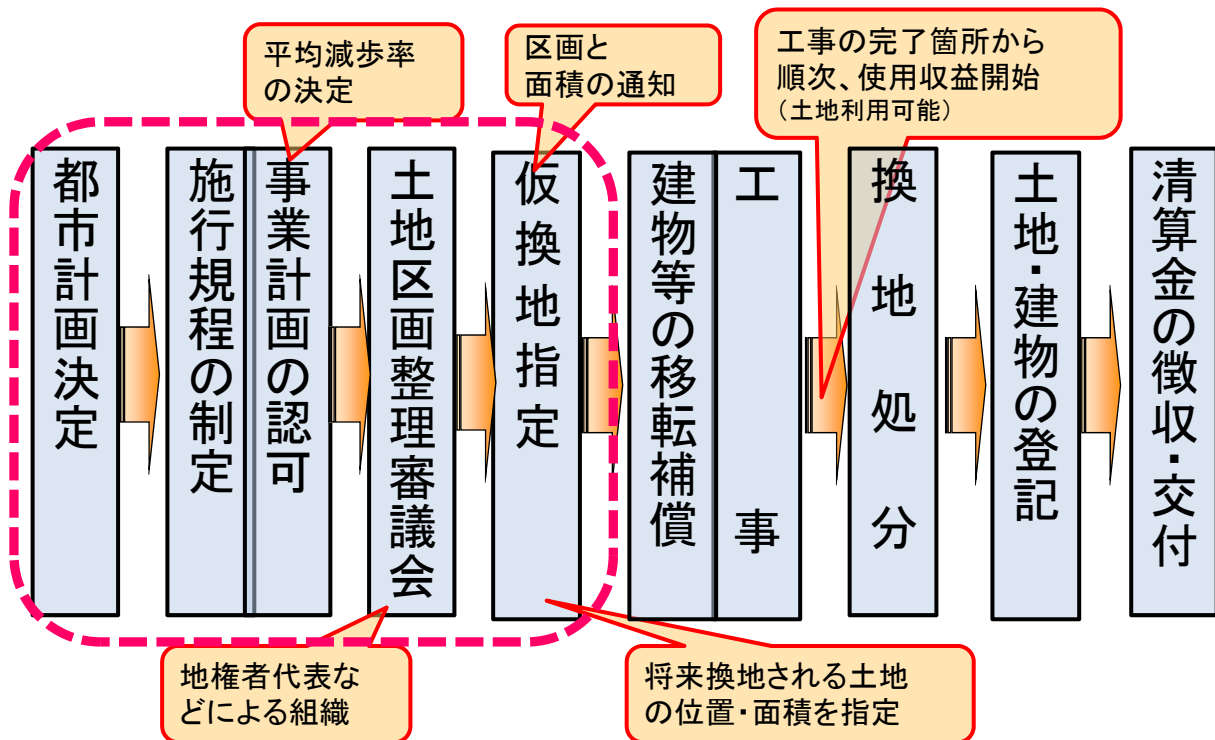 平均減歩率
の決定
区画と
面積の通知
工事の完了箇所から
順次、使用収益開始
（土地利用可能）
都市計画決定
施行規程の制定
事業計画の認可
土地区画整理審議会
仮換地指定
建物等の移転補償
工事
換地処分
土地・建物の登記
清算金の徴収・交付
地権者代表な
どによる組織
将来換地される土地
の位置・面積を指定